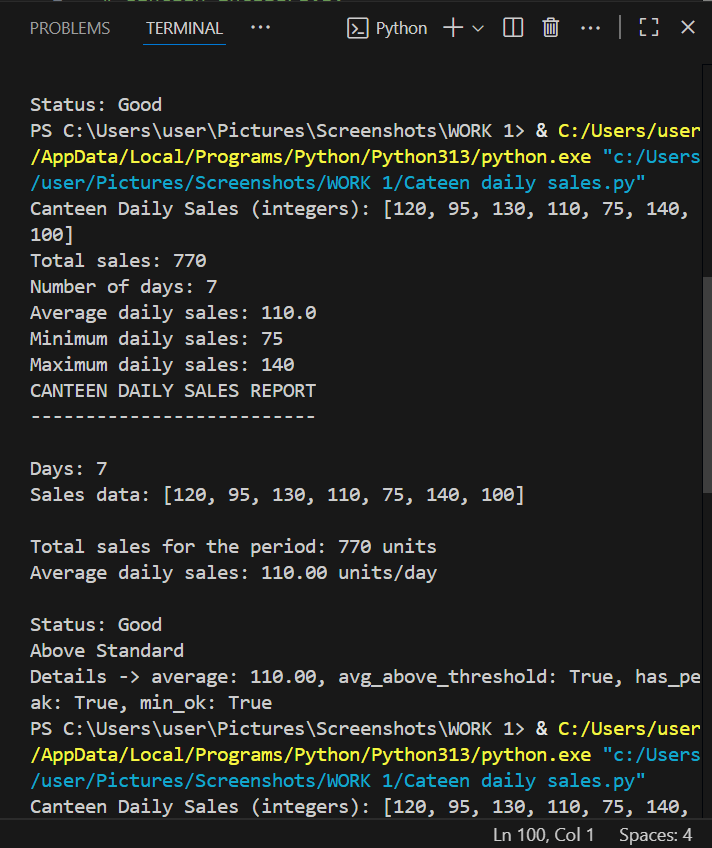 PROBLEMS TERMINAL ··· Python
Status: Good
PS C:\Users\user\Pictures\Screenshots\WORK 1> & C:/Users/user
/AppData/Local/Programs/Python/Python313/python.exe "c:/Users
/user/Pictures/Screenshots/WORK 1/Cateen daily sales.py"
Canteen Daily Sales (integers): [120, 95, 130, 110, 75, 140,
100]
Total sales: 770
Number of days: 7
Average daily sales: 110.0
Minimum daily sales: 75
Maximum daily sales: 140
CANTEEN DAILY SALES REPORT
--------------------------
Days: 7
Sales data: [120, 95, 130, 110, 75, 140, 100]
Total sales for the period: 770 units
Average daily sales: 110.00 units/day
Status: Good
Above Standard
Details -> average: 110.00, avg_above_threshold: True, has_pe
ak: True, min_ok: True
PS C:\Users\user\Pictures\Screenshots\WORK 1> & C:/Users/user
/AppData/Local/Programs/Python/Python313/python.exe "c:/Users
/user/Pictures/Screenshots/WORK 1/Cateen daily sales.py"
Canteen Daily Sales (integers): [120, 95, 130, 110, 75, 140,
Ln 100, Col 1 Spaces: 4